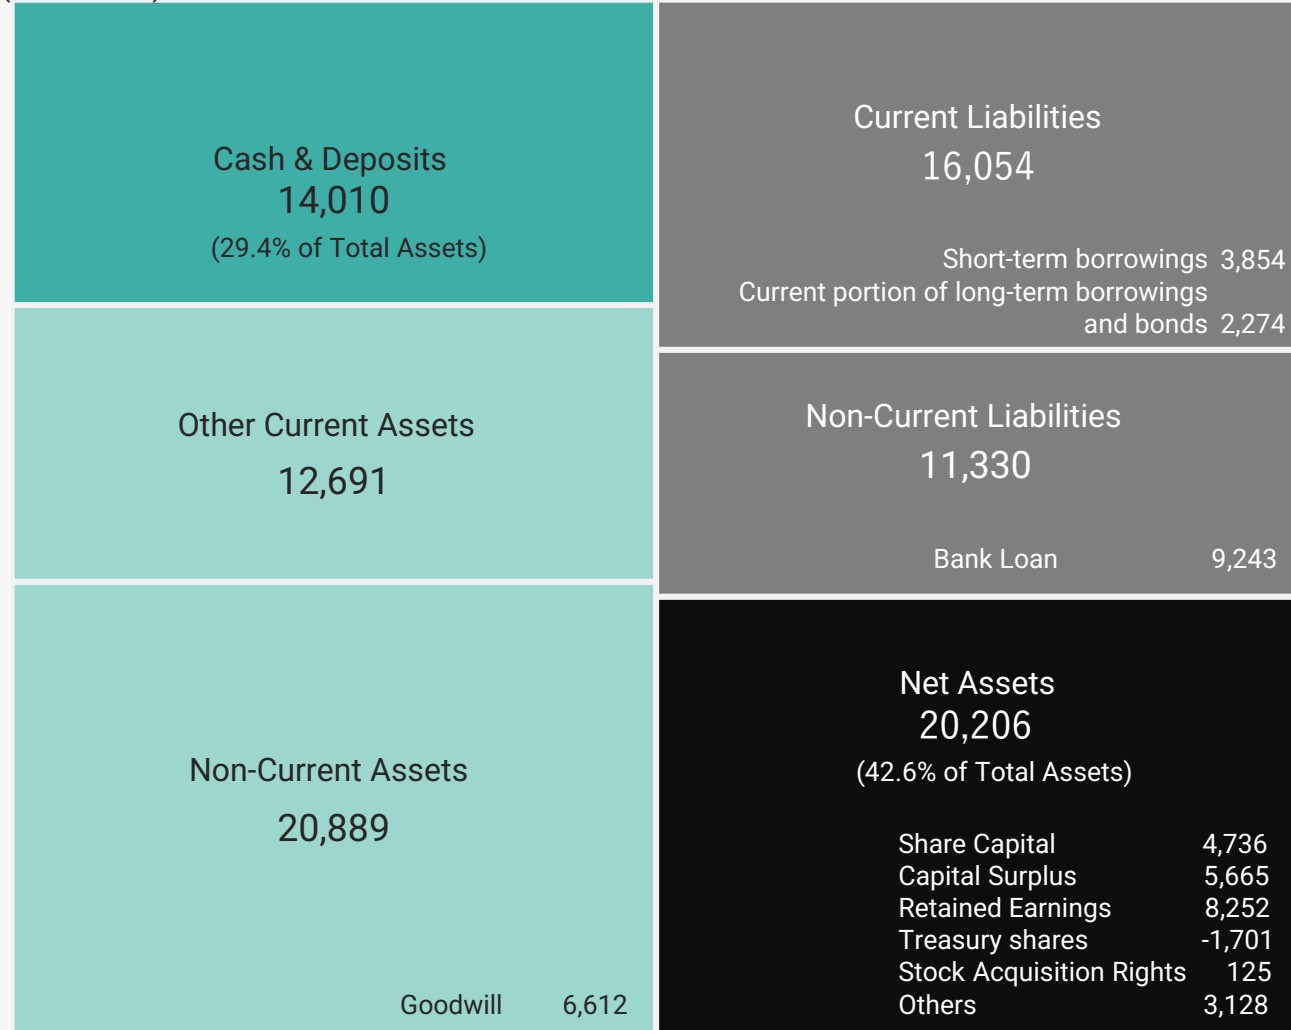 Cash & Deposits
14,010
(29.4% of Total Assets)
Other Current Assets
12,691
Non-Current Assets
20,889
Goodwill 6,612
Current Liabilities
16,054
Short-term borrowings 3,854
Current portion of long-term borrowings
and bonds 2,274
Non-Current Liabilities
11,330
Bank Loan 9,243
Net Assets
20,206
(42.6% of Total Assets)
Share Capital 4,736
Capital Surplus 5,665
Retained Earnings 8,252
Treasury shares -1,701
Stock Acquisition Rights 125
Others 3,128